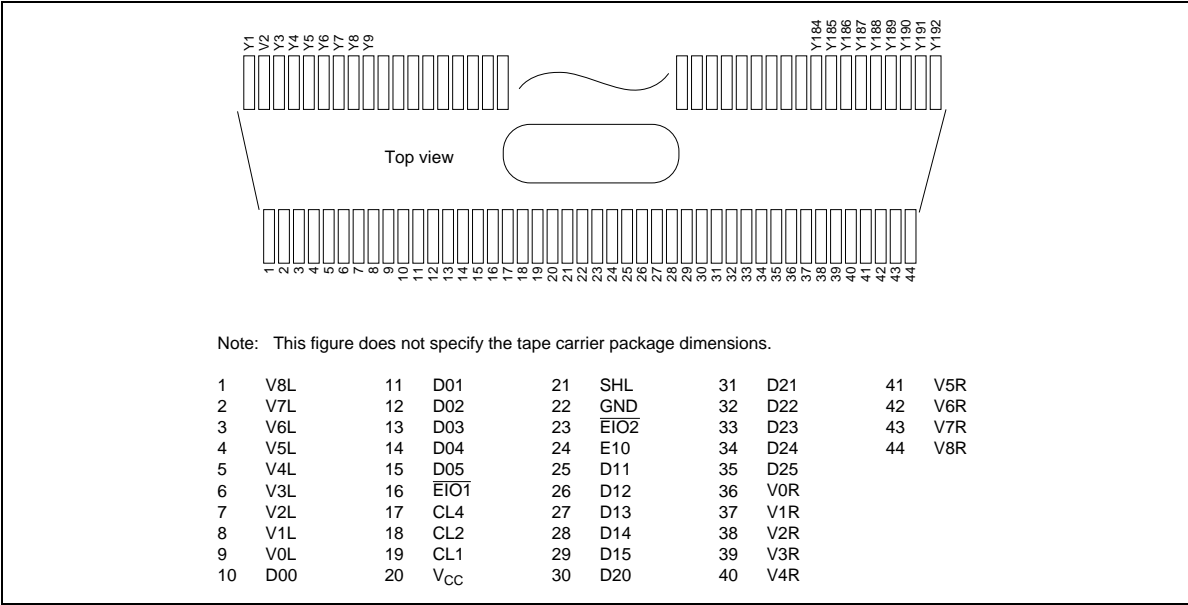 Y1 V2 Y3 Y4 Y5 Y6 Y7 Y8 Y9 Y184 Y185 Y186 Y187 Y188 Y189 Y190 Y191 Y192
Top view
1 2 3 4 5 6 7 8 9 10 11 12 13 14 15 16 17 18 19 20 21 22 23 24 25 26 27 28 29 30 31 32 33 34 35 36 37 38 39 40 41 42 43 44
Note: This figure does not specify the tape carrier package dimensions.
1 V8L 11 D01 21 SHL 31 D21 41 V5R
2 V7L 12 D02 22 GND 32 D22 42 V6R
3 V6L 13 D03 23 EIO2 33 D23 43 V7R
4 V5L 14 D04 24 E10 34 D24 44 V8R
5 V4L 15 D05 25 D11 35 D25
6 V3L 16 EIO1 26 D12 36 V0R
7 V2L 17 CL4 27 D13 37 V1R
8 V1L 18 CL2 28 D14 38 V2R
9 V0L 19 CL1 29 D15 39 V3R
10 D00 20 VCC 30 D20 40 V4R